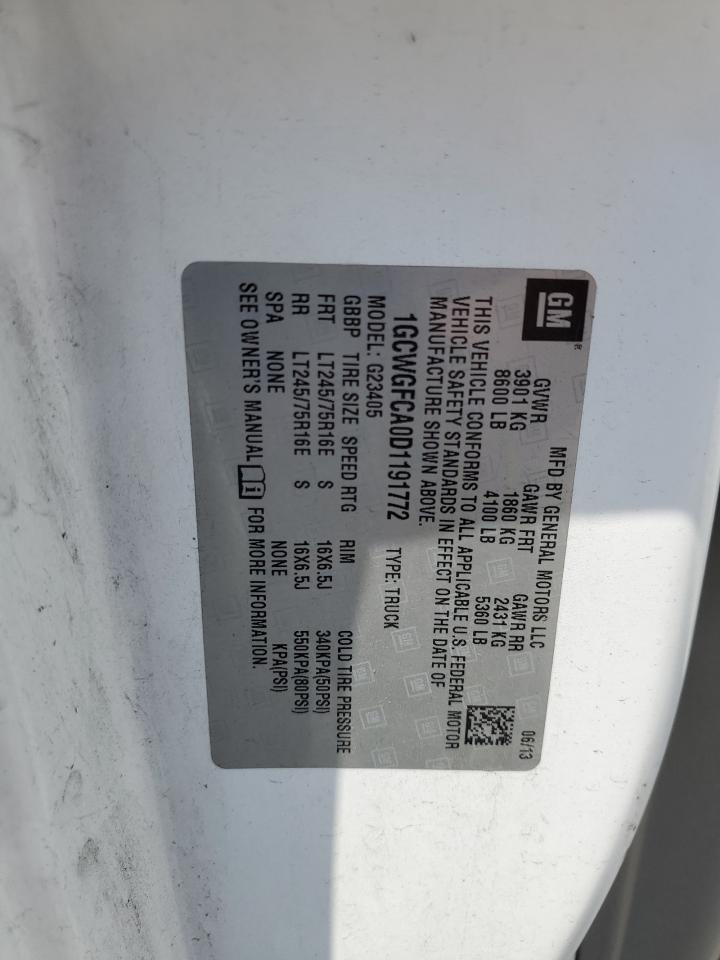 GM®
MFD BY GENERAL MOTORS LLC 06/13
GVWR GAWR FRT GAWR RR
3901 KG 1860 KG 2431 KG
8600 LB 4100 LB 5360 LB
THIS VEHICLE CONFORMS TO ALL APPLICABLE U.S. FEDERAL MOTOR
VEHICLE SAFETY STANDARDS IN EFFECT ON THE DATE OF
MANUFACTURE SHOWN ABOVE.
1GCWGFCA0D1191772 TYPE: TRUCK
MODEL: G23405
GBBP TIRE SIZE SPEED RTG RIM COLD TIRE PRESSURE
FRT LT245/75R16E S 16X6.5J 340KPA(50PSI)
RR LT245/75R16E S 16X6.5J 550KPA(80PSI)
SPA NONE NONE KPA(PSI)
SEE OWNER'S MANUAL FOR MORE INFORMATION.